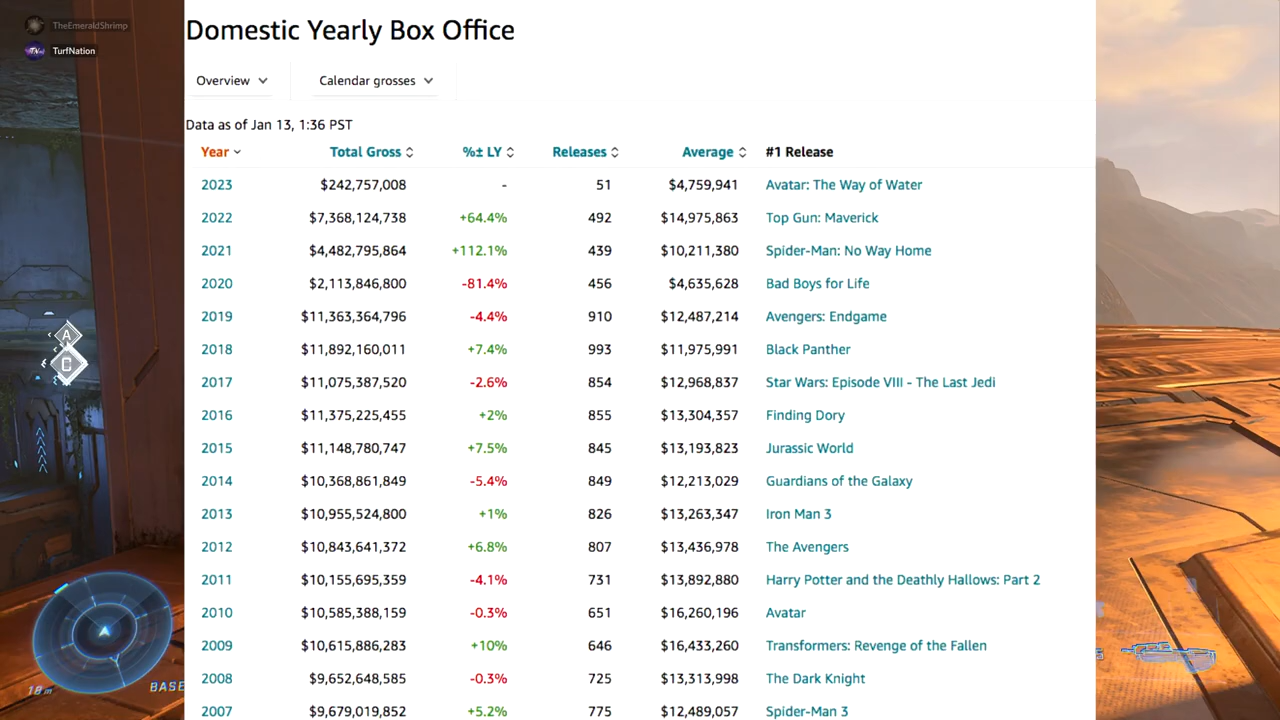 TheEmeraldShrimp
TN TurfNation
Domestic Yearly Box Office
Overview Calendar grosses
Data as of Jan 13, 1:36 PST
Year Total Gross %± LY Releases Average #1 Release
2023 $242,757,008 - 51 $4,759,941 Avatar: The Way of Water
2022 $7,368,124,738 +64.4% 492 $14,975,863 Top Gun: Maverick
2021 $4,482,795,864 +112.1% 439 $10,211,380 Spider-Man: No Way Home
2020 $2,113,846,800 -81.4% 456 $4,635,628 Bad Boys for Life
2019 $11,363,364,796 -4.4% 910 $12,487,214 Avengers: Endgame
A
2018 $11,892,160,011 +7.4% 993 $11,975,991 Black Panther
C
2017 $11,075,387,520 -2.6% 854 $12,968,837 Star Wars: Episode VIII - The Last Jedi
2016 $11,375,225,455 +2% 855 $13,304,357 Finding Dory
2015 $11,148,780,747 +7.5% 845 $13,193,823 Jurassic World
2014 $10,368,861,849 -5.4% 849 $12,213,029 Guardians of the Galaxy
2013 $10,955,524,800 +1% 826 $13,263,347 Iron Man 3
2012 $10,843,641,372 +6.8% 807 $13,436,978 The Avengers
2011 $10,155,695,359 -4.1% 731 $13,892,880 Harry Potter and the Deathly Hallows: Part 2
2010 $10,585,388,159 -0.3% 651 $16,260,196 Avatar
2009 $10,615,886,283 +10% 646 $16,433,260 Transformers: Revenge of the Fallen
2008 $9,652,648,585 -0.3% 725 $13,313,998 The Dark Knight
18m BASE
2007 $9,679,019,852 +5.2% 775 $12,489,057 Spider-Man 3